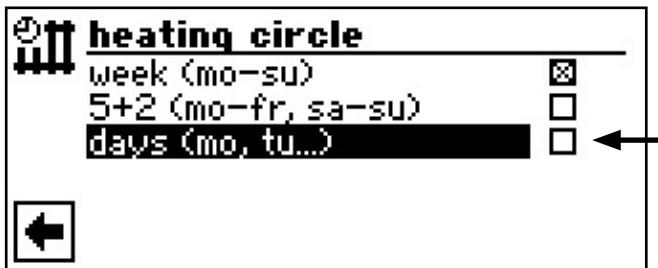 heating circle
week (mo-su)
5+2 (mo-fr, sa-su)
days (mo, tu...)